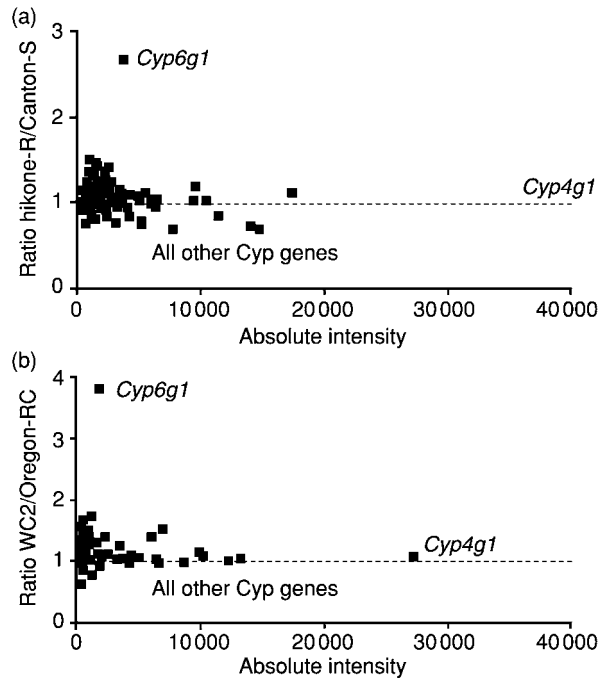 (a)
3
Cyp6g1
2
Cyp4g1
1
All other Cyp genes
0
Ratio hikone-R/Canton-S
0 10 000 20 000 30 000 40 000
Absolute intensity
(b)
4
Cyp6g1
3
2
Cyp4g1
1
All other Cyp genes
0
Ratio WC2/Oregon-RC
0 10 000 20 000 30 000 40 000
Absolute intensity